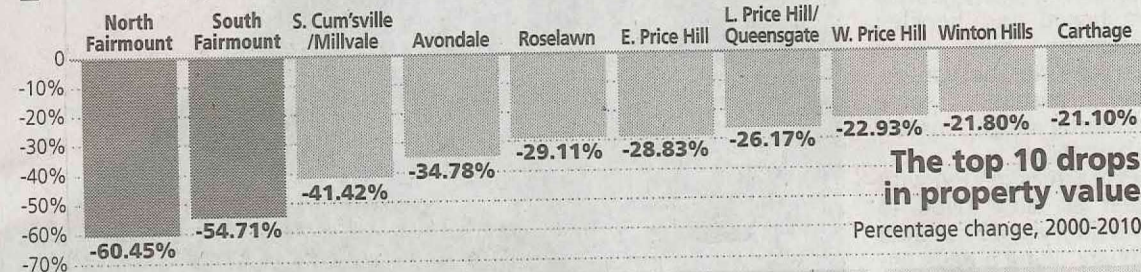 North
Fairmount
South
Fairmount
S. Cum'sville
/Millvale
Avondale
Roselawn
E. Price Hill
L. Price Hill/
Queensgate
W. Price Hill
Winton Hills
Carthage
0
-10%
-20%
-30%
-40%
-50%
-60%
-70%
-60.45%
-54.71%
-41.42%
-34.78%
-29.11%
-28.83%
-26.17%
-22.93%
-21.80%
-21.10%
The top 10 drops
in property value
Percentage change, 2000-2010